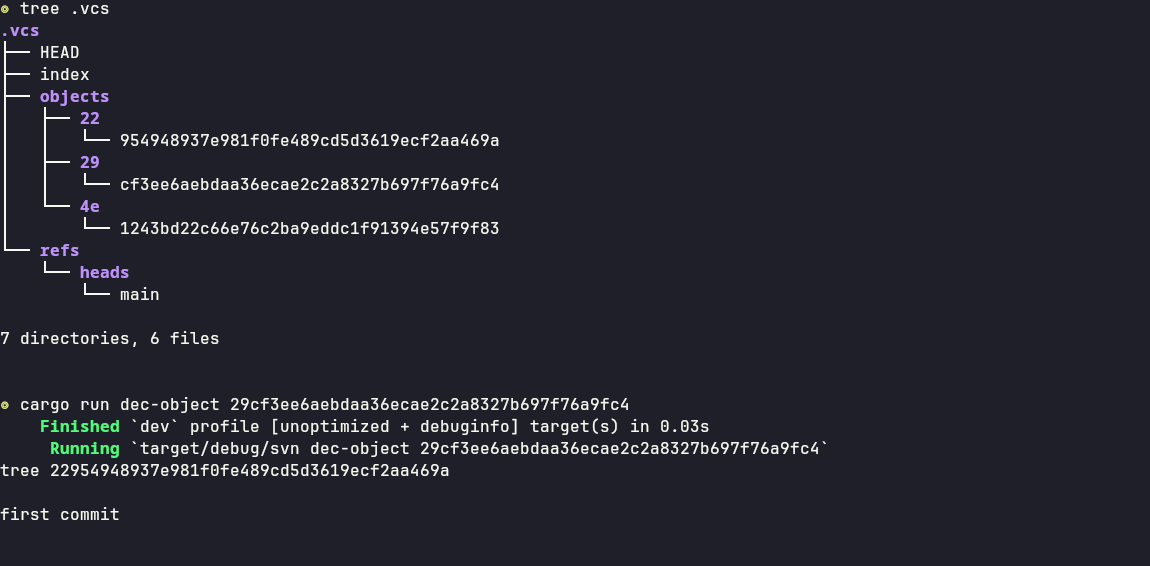 tree .vcs
.vcs
├── HEAD
├── index
├── objects
│   ├── 22
│   │   └── 954948937e981f0fe489cd5d3619ecf2aa469a
│   ├── 29
│   │   └── cf3ee6aebdaa36ecae2c2a8327b697f76a9fc4
│   └── 4e
│       └── 1243bd22c66e76c2ba9eddc1f91394e57f9f83
└── refs
    └── heads
        └── main
7 directories, 6 files
cargo run dec-object 29cf3ee6aebdaa36ecae2c2a8327b697f76a9fc4
Finished `dev` profile [unoptimized + debuginfo] target(s) in 0.03s
Running `target/debug/svn dec-object 29cf3ee6aebdaa36ecae2c2a8327b697f76a9fc4`
tree 22954948937e981f0fe489cd5d3619ecf2aa469a
first commit